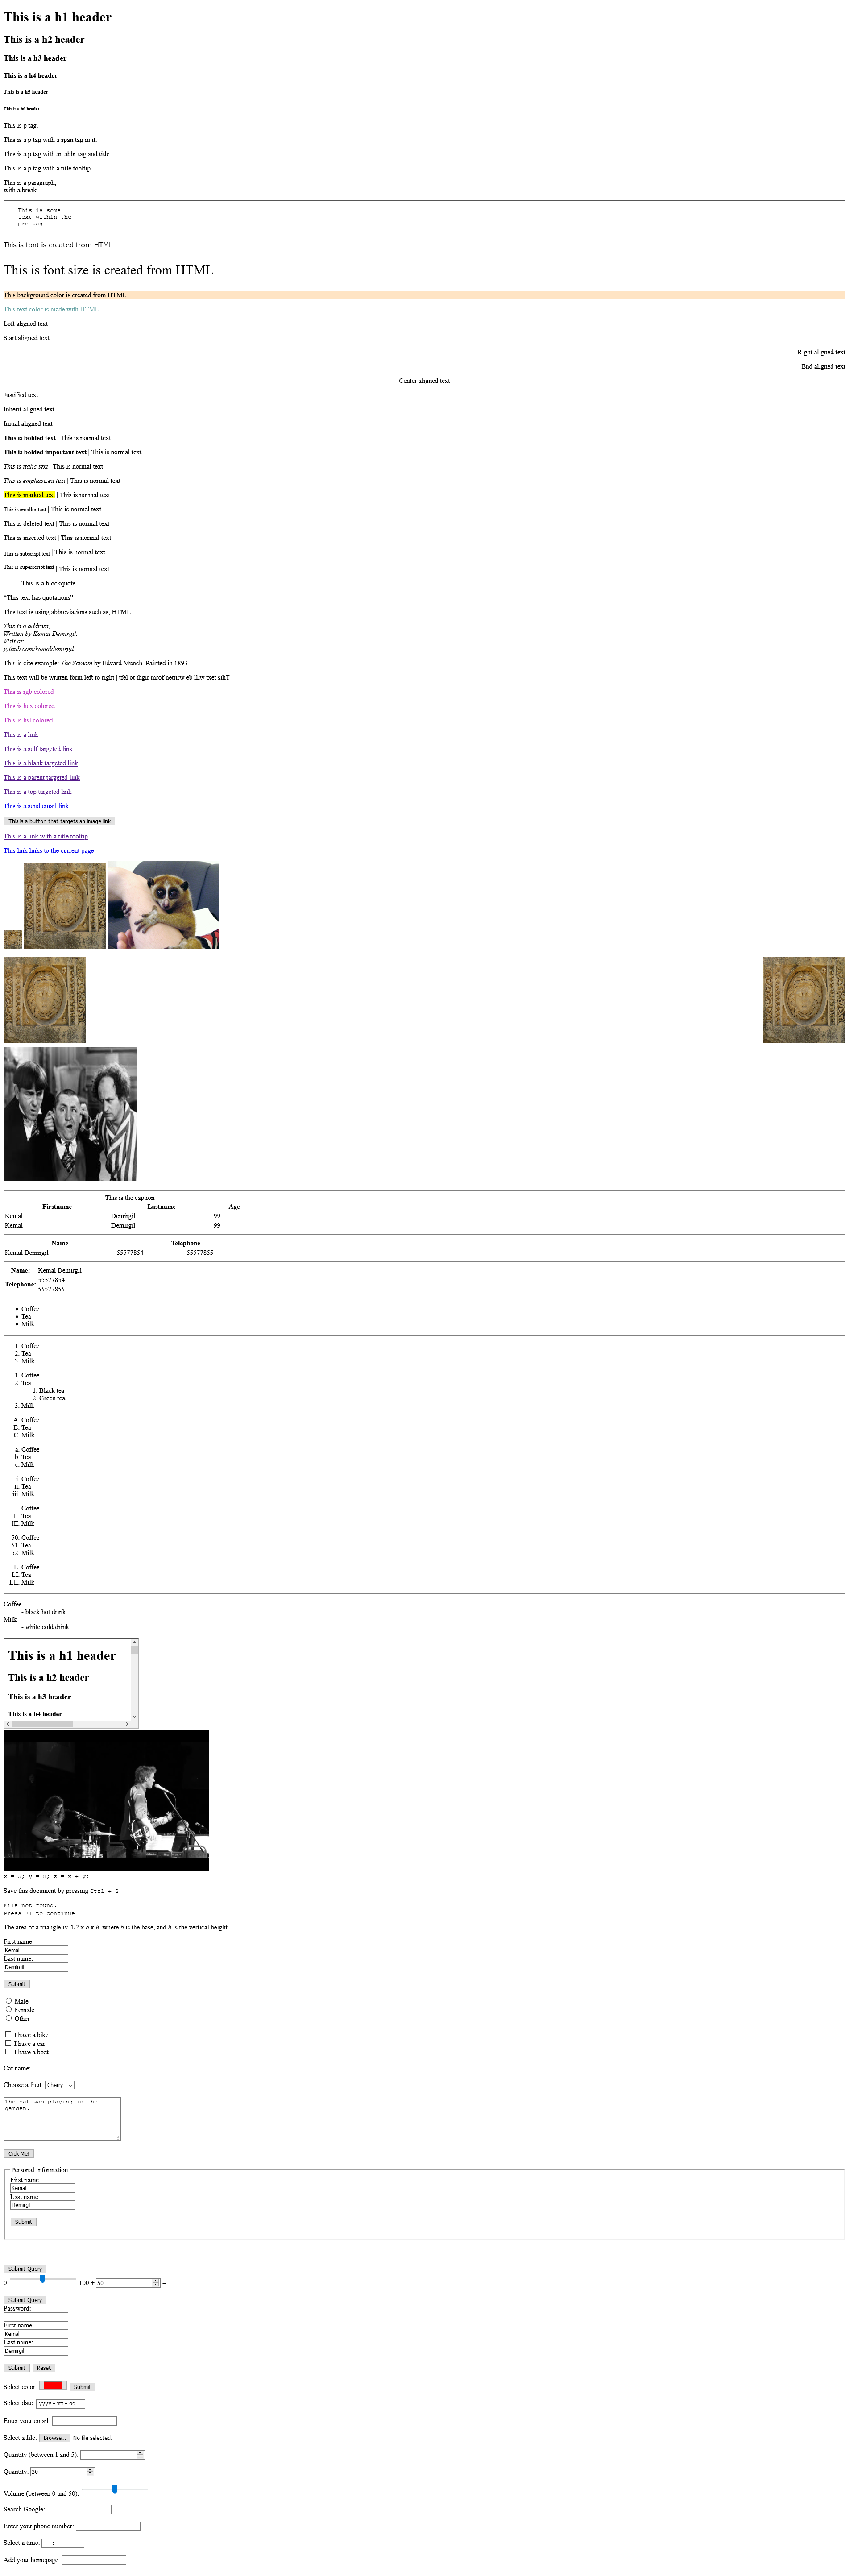 This is a h1 header
This is a h2 header
This is a h3 header
This is a h4 header
This is a h5 header
This is a h6 header
This is p tag.
This is a p tag with a span tag in it.
This is a p tag with an abbr tag and title.
This is a p tag with a title tooltip.
This is a paragraph,
with a break.
This is some
text within the
pre tag
This is font is created from HTML
This is font size is created from HTML
This background color is created from HTML
This text color is made with HTML
Left aligned text
Start aligned text
Right aligned text
End aligned text
Center aligned text
Justified text
Inherit aligned text
Initial aligned text
This is bolded text | This is normal text
This is bolded important text | This is normal text
This is italic text | This is normal text
This is emphasized text | This is normal text
This is marked text | This is normal text
This is smaller text | This is normal text
This is deleted text | This is normal text
This is inserted text | This is normal text
This is subscript text | This is normal text
This is superscript text | This is normal text
This is a blockquote.
“This text has quotations”
This text is using abbreviations such as; HTML
This is a address,
Written by Kemal Demirgil.
Visit at:
github.com/kemaldemirgil
This is cite example: The Scream by Edvard Munch. Painted in 1893.
This text will be written form left to right | tfel ot thgir mrof nettirw eb lliw txet sihT
This is rgb colored
This is hex colored
This is hsl colored
This is a link
This is a self targeted link
This is a blank targeted link
This is a parent targeted link
This is a top targeted link
This is a send email link
This is a button that targets an image link
This is a link with a title tooltip
This link links to the current page
This is the caption
Firstname Lastname Age
Kemal Demirgil 99
Kemal Demirgil 99
Name Telephone
Kemal Demirgil 55577854 55577855
Name: Kemal Demirgil
Telephone: 55577854
55577855
• Coffee
• Tea
• Milk
1. Coffee
2. Tea
3. Milk
1. Coffee
2. Tea
1. Black tea
2. Green tea
3. Milk
A. Coffee
B. Tea
C. Milk
a. Coffee
b. Tea
c. Milk
i. Coffee
ii. Tea
iii. Milk
I. Coffee
II. Tea
III. Milk
50. Coffee
51. Tea
52. Milk
L. Coffee
LI. Tea
LII. Milk
Coffee
- black hot drink
Milk
- white cold drink
This is a h1 header
This is a h2 header
This is a h3 header
This is a h4 header
x = 5; y = 6; z = x + y;
Save this document by pressing Ctrl + S
File not found.
Press F1 to continue
The area of a triangle is: 1/2 x b x h, where b is the base, and h is the vertical height.
First name:
Kemal
Last name:
Demirgil
Submit
Male
Female
Other
I have a bike
I have a car
I have a boat
Cat name:
Choose a fruit: Cherry
The cat was playing in the
garden.
Click Me!
Personal Information:
First name:
Kemal
Last name:
Demirgil
Submit
Submit Query
0 100 + 50 =
Submit Query
Password:
First name:
Kemal
Last name:
Demirgil
Submit Reset
Select color: Submit
Select date: yyyy - mm - dd
Enter your email:
Select a file: Browse... No file selected.
Quantity (between 1 and 5):
Quantity: 30
Volume (between 0 and 50):
Search Google:
Enter your phone number:
Select a time: -- : -- --
Add your homepage: